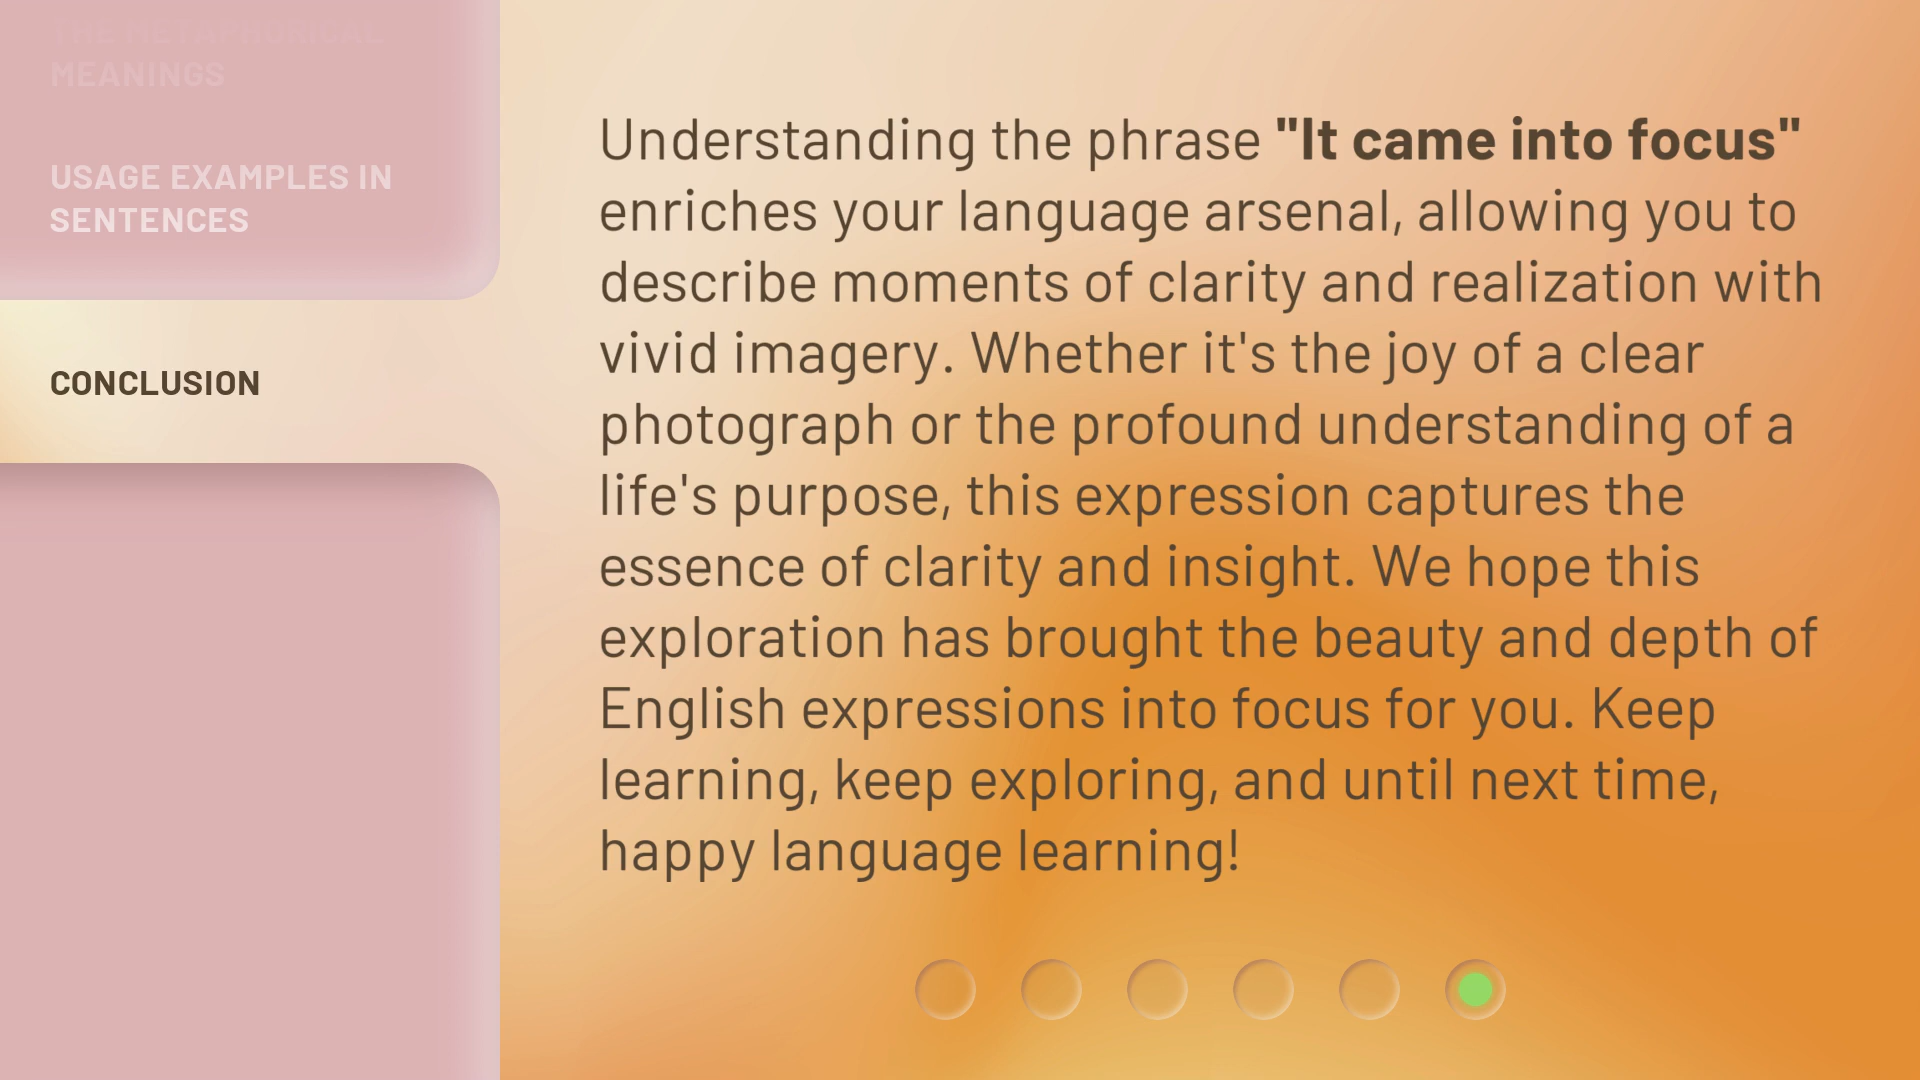 THE METAPHORICAL
MEANINGS
USAGE EXAMPLES IN
SENTENCES
CONCLUSION
Understanding the phrase "It came into focus"
enriches your language arsenal, allowing you to
describe moments of clarity and realization with
vivid imagery. Whether it's the joy of a clear
photograph or the profound understanding of a
life's purpose, this expression captures the
essence of clarity and insight. We hope this
exploration has brought the beauty and depth of
English expressions into focus for you. Keep
learning, keep exploring, and until next time,
happy language learning!